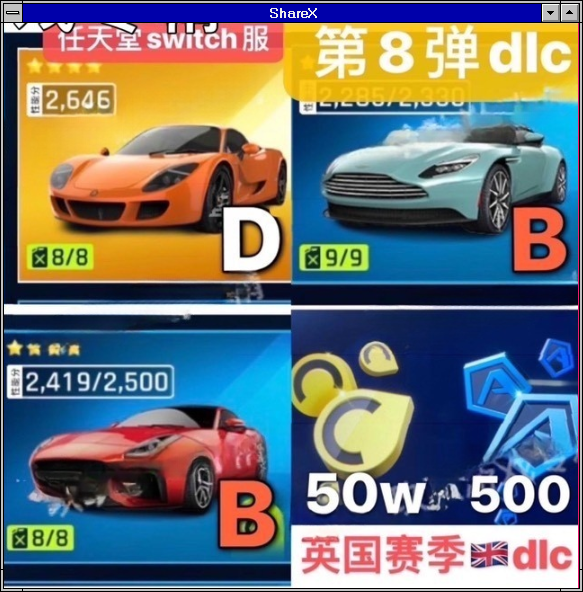 ShareX
任天堂switch服
第8弹dlc
性能分
2,646
2,285/2,330
D
B
8/8
9/9
性能分
2,419/2,500
B
8/8
50w 500
英国赛季🇬🇧dlc